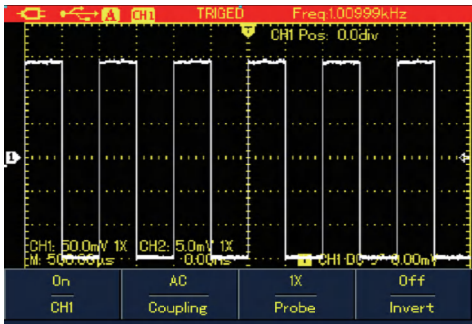 A CH1 TRIGED Freq:1.00999kHz
T
CH1 Pos: 0.0div
1
CH1: 50.0mV 1X CH2: 5.0mV 1X
M: 500.00µs 0.00ns T CH1 DC 0.00mV
On AC 1X Off
CH1 Coupling Probe Invert